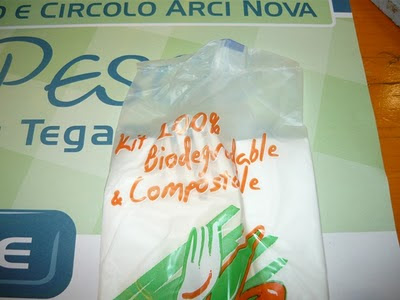 O E CIRCOLO ARCI NOVA
PES
Tega
Kit 100%
Biodegradable
& Compostable
E